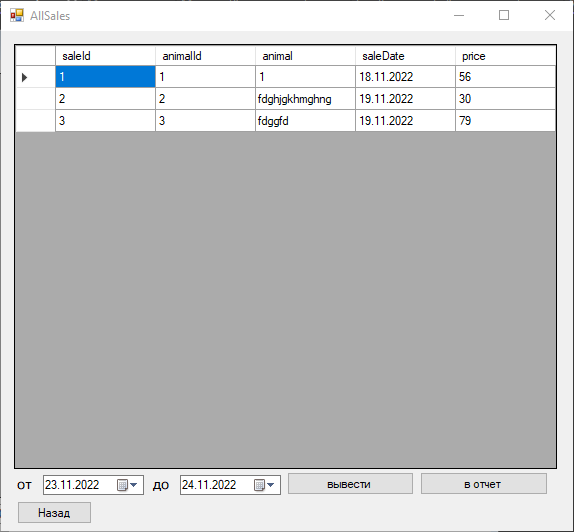 AllSales
saleId animalId animal saleDate price
1 1 1 18.11.2022 56
2 2 fdghjgkhmghng 19.11.2022 30
3 3 fdggfd 19.11.2022 79
от 23.11.2022 до 24.11.2022 вывести в отчет
Назад